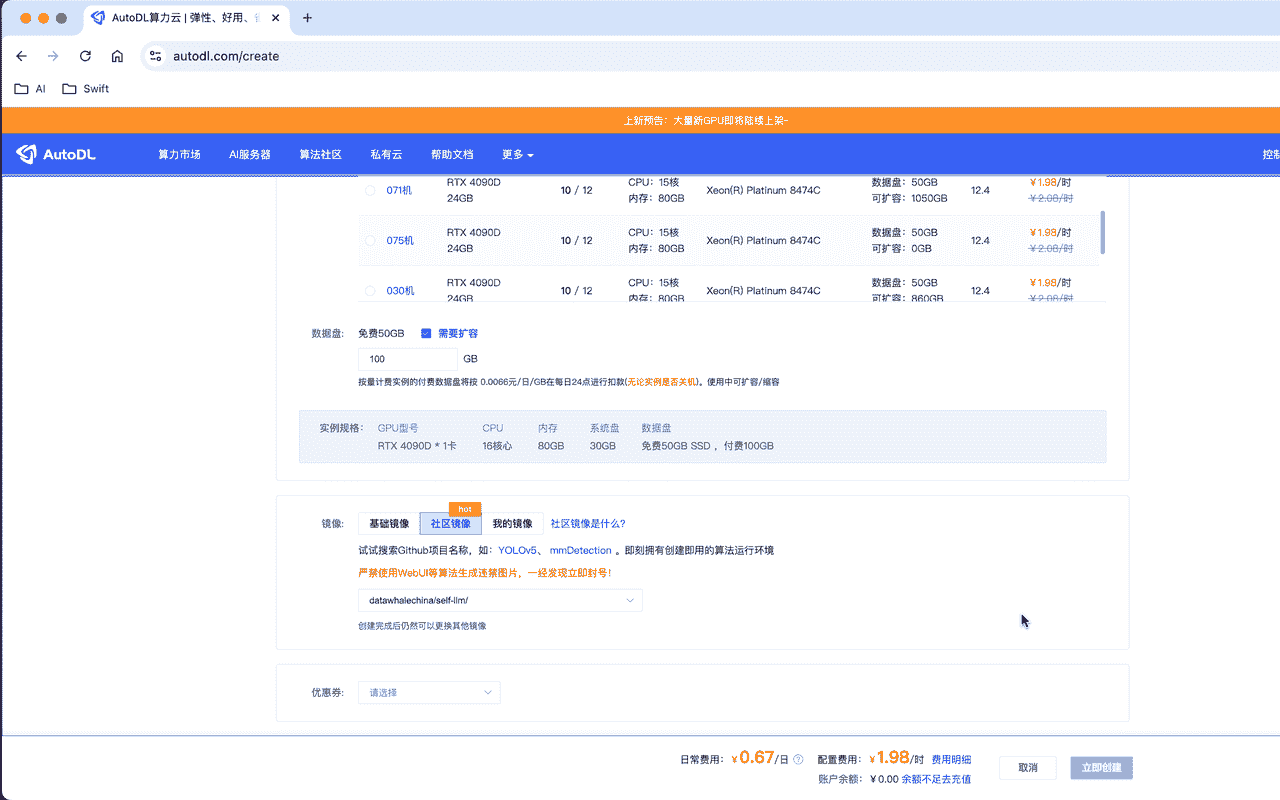 AutoDL算力云 | 弹性、好用、
autodl.com/create
AI Swift
上新预告：大量新GPU即将陆续上架~
AutoDL 算力市场 AI服务器 算法社区 私有云 帮助文档 更多 控制
071机 RTX 4090D 24GB 10 / 12 CPU：15核 内存：80GB Xeon(R) Platinum 8474C 数据盘：50GB 可扩容：1050GB 12.4 ￥1.98/时 ￥2.08/时
075机 RTX 4090D 24GB 10 / 12 CPU：15核 内存：80GB Xeon(R) Platinum 8474C 数据盘：50GB 可扩容：0GB 12.4 ￥1.98/时 ￥2.08/时
030机 RTX 4090D 24GB 10 / 12 CPU：15核 内存：80GB Xeon(R) Platinum 8474C 数据盘：50GB 可扩容：860GB 12.4 ￥1.98/时 ￥2.08/时
数据盘: 免费50GB 需要扩容
100 GB
按量计费实例的付费数据盘将按 0.0066元/日/GB在每日24点进行扣款(无论实例是否关机)。使用中可扩容/缩容
实例规格： GPU型号 CPU 内存 系统盘 数据盘
RTX 4090D * 1卡 16核心 80GB 30GB 免费50GB SSD ，付费100GB
hot
镜像: 基础镜像 社区镜像 我的镜像 社区镜像是什么?
试试搜索Github项目名称，如：YOLOv5、 mmDetection 。即刻拥有创建即用的算法运行环境
严禁使用WebUI等算法生成违禁图片，一经发现立即封号！
datawhalechina/self-llm/
创建完成后仍然可以更换其他镜像
优惠券: 请选择
日常费用：￥0.67/日 配置费用：￥1.98/时 费用明细 取消 立即创建
账户余额：￥0.00 余额不足去充值